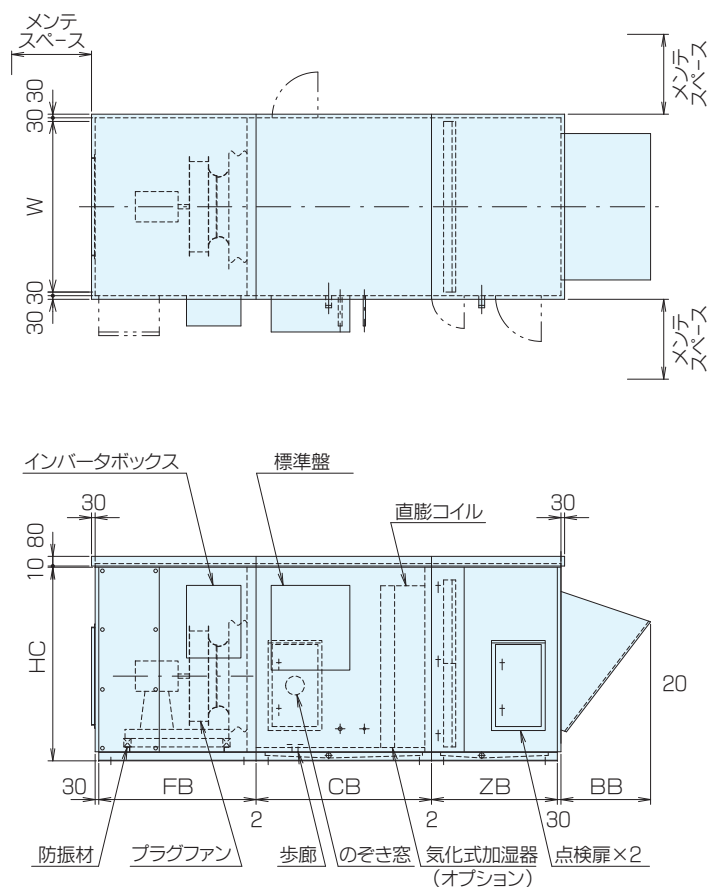 メンテ
スペース
メンテ
スペース
30
30
W
30
30
メンテ
スペース
インバータボックス
標準盤
直膨コイル
30
30
80
10
HC
20
30
FB
CB
ZB
BB
2
2
30
防振材
プラグファン
歩廊
のぞき窓
気化式加湿器
(オプション)
点検扉×2